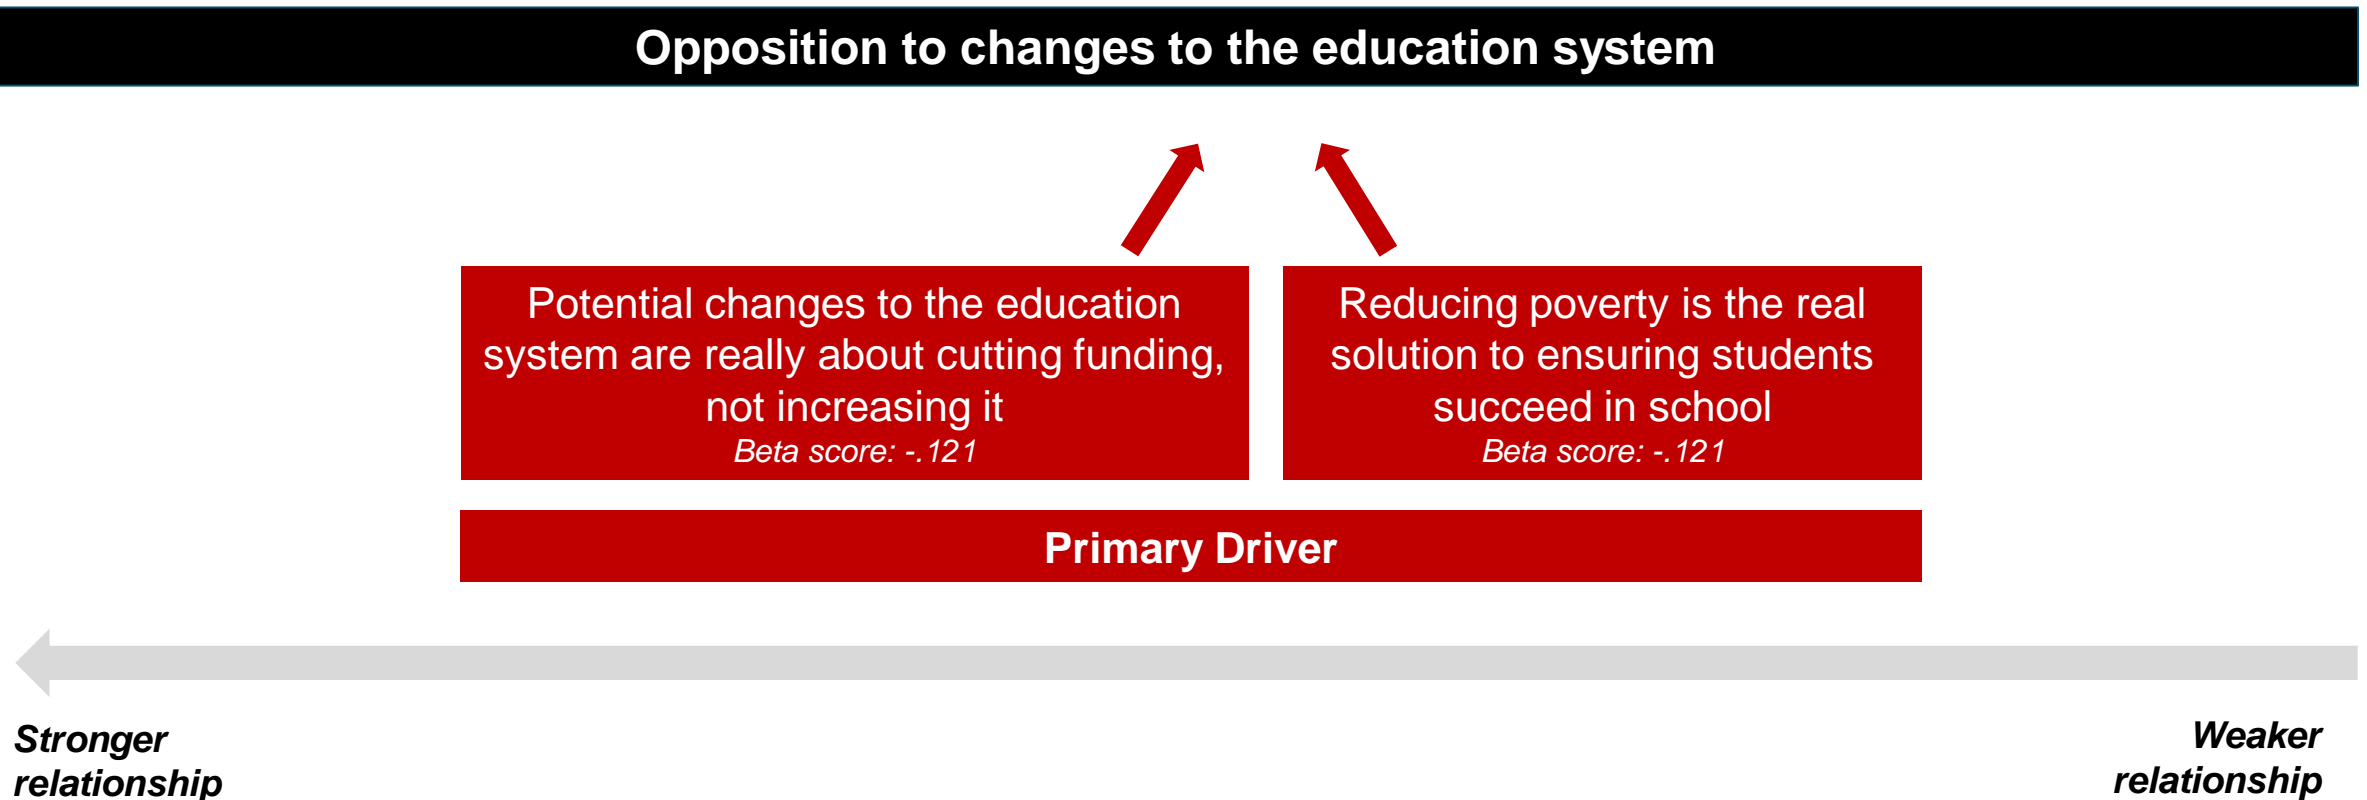 Opposition to changes to the education system
Potential changes to the education
system are really about cutting funding,
not increasing it
Beta score: -.121
Reducing poverty is the real
solution to ensuring students
succeed in school
Beta score: -.121
Primary Driver
Stronger
relationship
Weaker
relationship